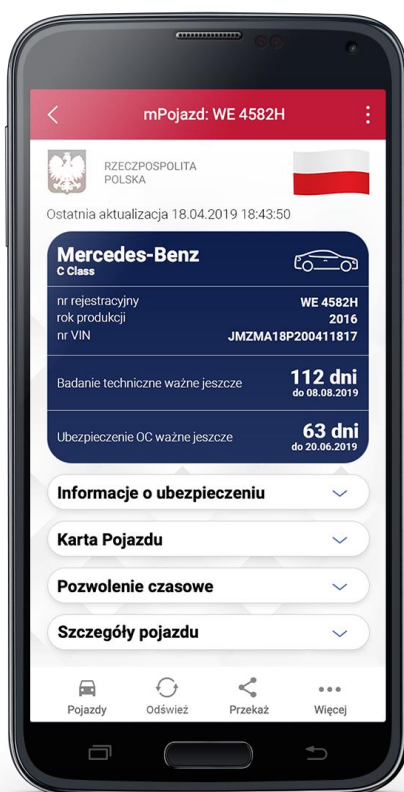 mPojazd: WE 4582H
RZECZPOSPOLITA
POLSKA
Ostatnia aktualizacja 18.04.2019 18:43:50
Mercedes-Benz
C Class
nr rejestracyjny WE 4582H
rok produkcji 2016
nr VIN JMZMA18P200411817
Badanie techniczne ważne jeszcze 112 dni
do 08.08.2019
Ubezpieczenie OC ważne jeszcze 63 dni
do 20.06.2019
Informacje o ubezpieczeniu
Karta Pojazdu
Pozwolenie czasowe
Szczegóły pojazdu
Pojazdy Odśwież Przekaż Więcej